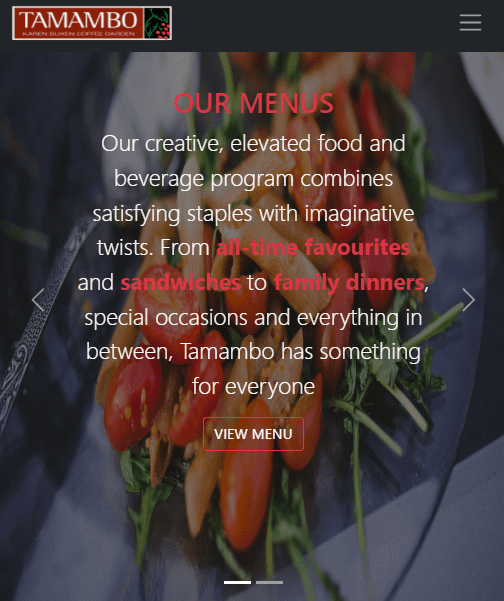 TAMAMBO
KAREN BLIXEN COFFEE GARDEN
OUR MENUS
Our creative, elevated food and
beverage program combines
satisfying staples with imaginative
twists. From all-time favourites
and sandwiches to family dinners,
special occasions and everything in
between, Tamambo has something
for everyone
VIEW MENU